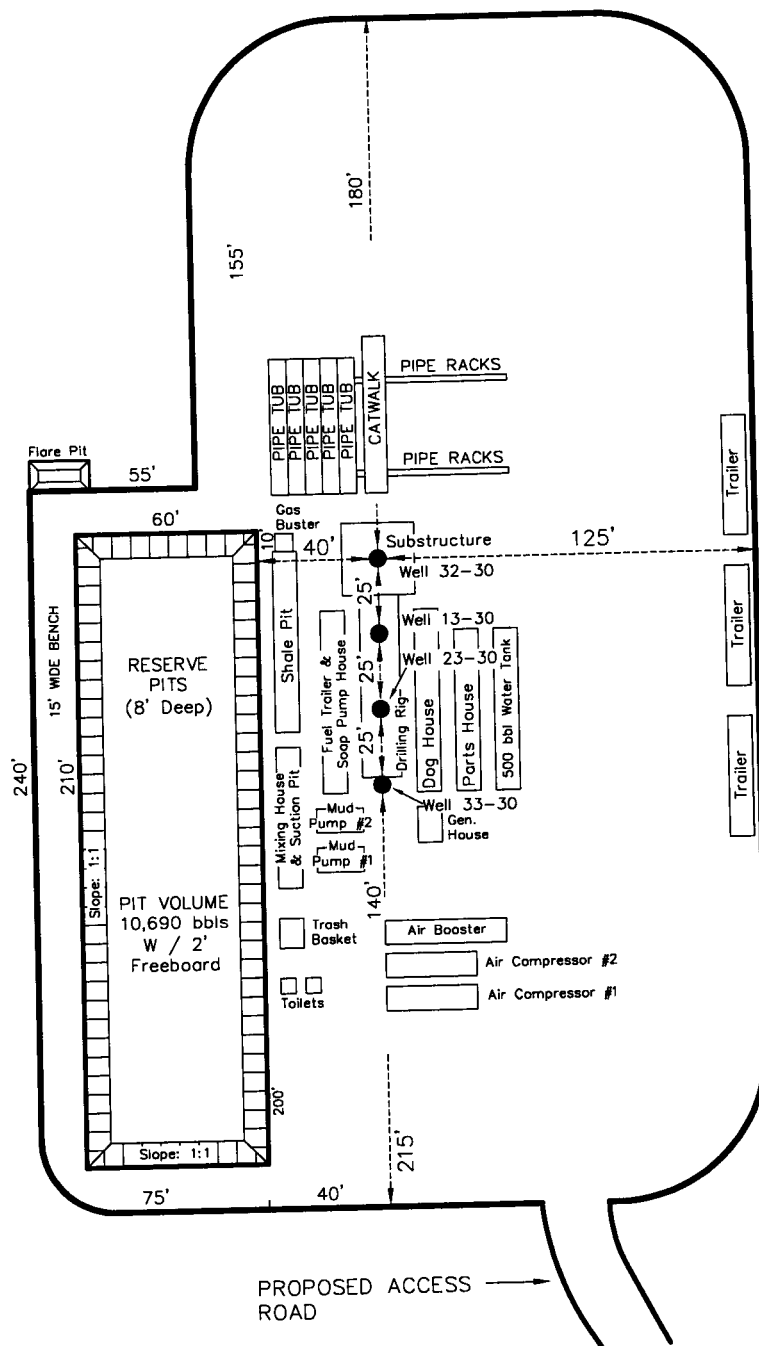 180'
155'
PIPE TUB
PIPE TUB
PIPE TUB
PIPE TUB
PIPE TUB
CATWALK
PIPE RACKS
PIPE RACKS
Flare Pit
55'
Trailer
60'
Gas
Buster
10'
40'
Substructure
125'
Well 32-30
25'
Well 13-30
Well 23-30
25'
25'
Well 33-30
15' WIDE BENCH
240'
210'
RESERVE
PITS
(8' Deep)
Shale Pit
Fuel Trailer &
Soap Pump House
Drilling Rig
Dog House
Parts House
500 bbl Water Tank
Trailer
Trailer
Mixing House
& Suction Pit
Mud
Pump #2
Mud
Pump #1
Gen.
House
Slope: 1:1
PIT VOLUME
10,690 bbls
W / 2'
Freeboard
140'
Trash
Basket
Air Booster
Air Compressor #2
Toilets
Air Compressor #1
200'
Slope: 1:1
215'
75'
40'
PROPOSED ACCESS
ROAD